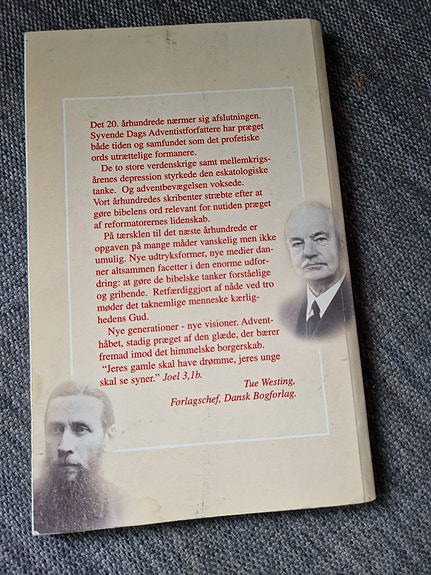 Det 20. århundrede nærmer sig afslutningen.
Syvende Dags Adventistforfattere har præget
både tiden og samfundet som det profetiske
ords utrættelige formanere.
De to store verdenskrige samt mellemkrigs-
årenes depression styrkede den eskatologiske
tanke. Og adventbevægelsen voksede.
Vort århundredes skribenter stræbte efter at
gøre bibelens ord relevant for nutiden præget
af reformatorernes lidenskab.
På tærsklen til det næste århundrede er
opgaven på mange måder vanskelig men ikke
umulig. Nye udtryksformer, nye medier dan-
ner altsammen facetter i den enorme udfor-
dring: at gøre de bibelske tanker forståelige
og gribende. Retfærdiggjort af nåde ved tro
møder det taknemlige menneske kærlig-
hedens Gud.
Nye generationer - nye visioner. Advent-
håbet, stadig præget af den glæde, der bærer
fremad imod det himmelske borgerskab.
"Jeres gamle skal have drømme, jeres unge
skal se syner." Joel 3,1b.
Tue Westing,
Forlagschef, Dansk Bogforlag.